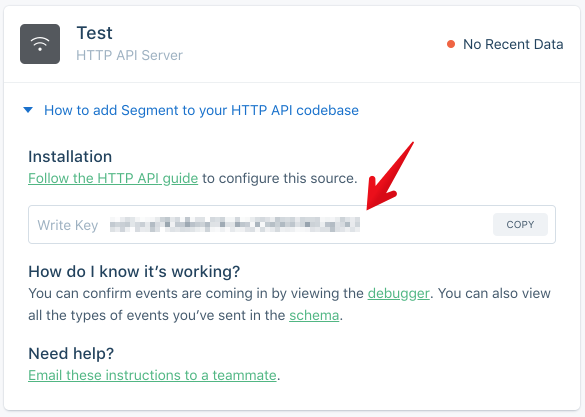 Test
HTTP API Server
No Recent Data
How to add Segment to your HTTP API codebase
Installation
Follow the HTTP API guide to configure this source.
Write Key
COPY
How do I know it’s working?
You can confirm events are coming in by viewing the debugger. You can also view
all the types of events you’ve sent in the schema.
Need help?
Email these instructions to a teammate.